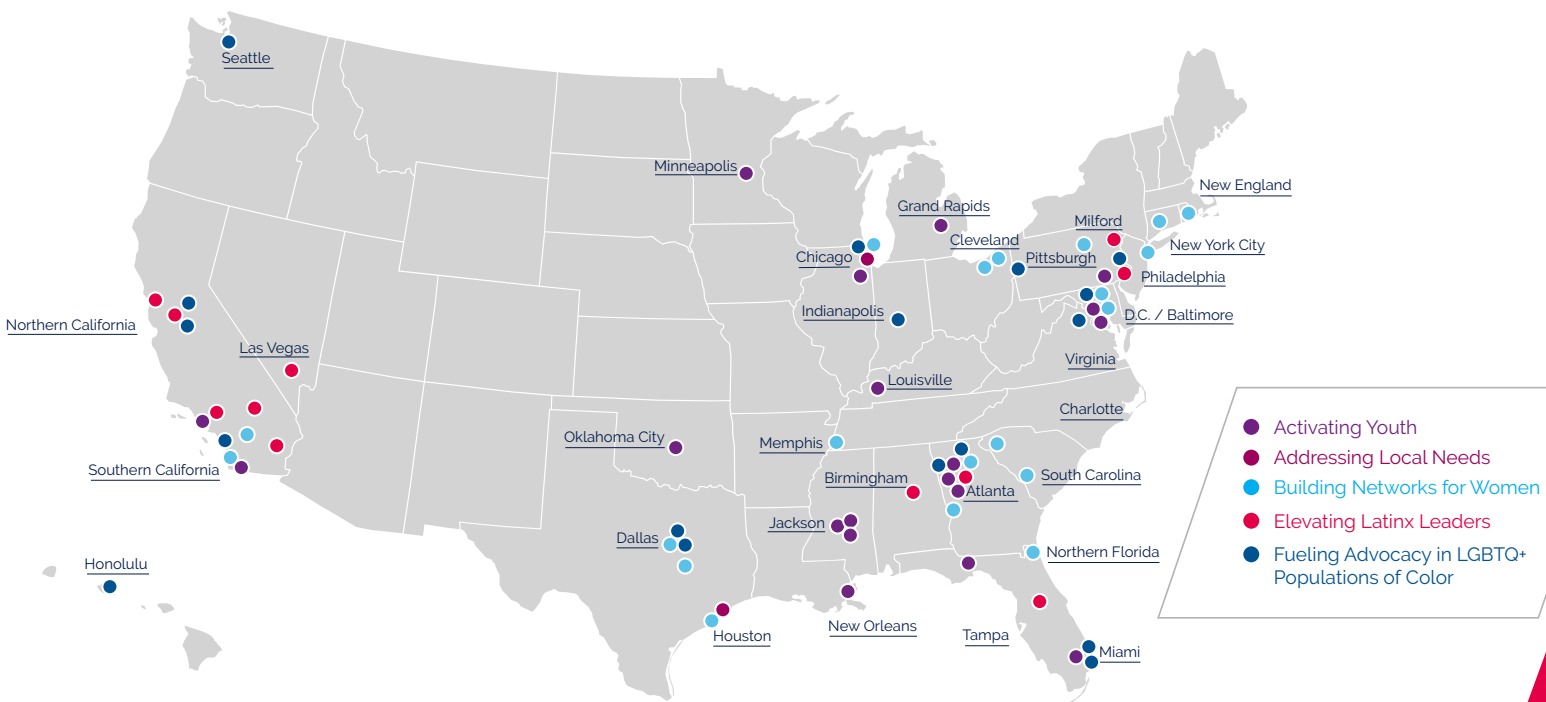 Seattle
Minneapolis
New England
Grand Rapids
Milford
Cleveland
New York City
Chicago
Pittsburgh
Philadelphia
Indianapolis
D.C. / Baltimore
Northern California
Las Vegas
Virginia
Louisville
Charlotte
Activating Youth
Oklahoma City
Memphis
Addressing Local Needs
Southern California
Birmingham
South Carolina
Building Networks for Women
Atlanta
Jackson
Elevating Latinx Leaders
Dallas
Northern Florida
Fueling Advocacy in LGBTQ+
Populations of Color
Honolulu
New Orleans
Houston
Tampa
Miami